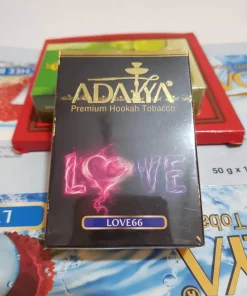 ADALYA
Premium Hookah Tobacco
LOVE
LOVE66
50 g x 1